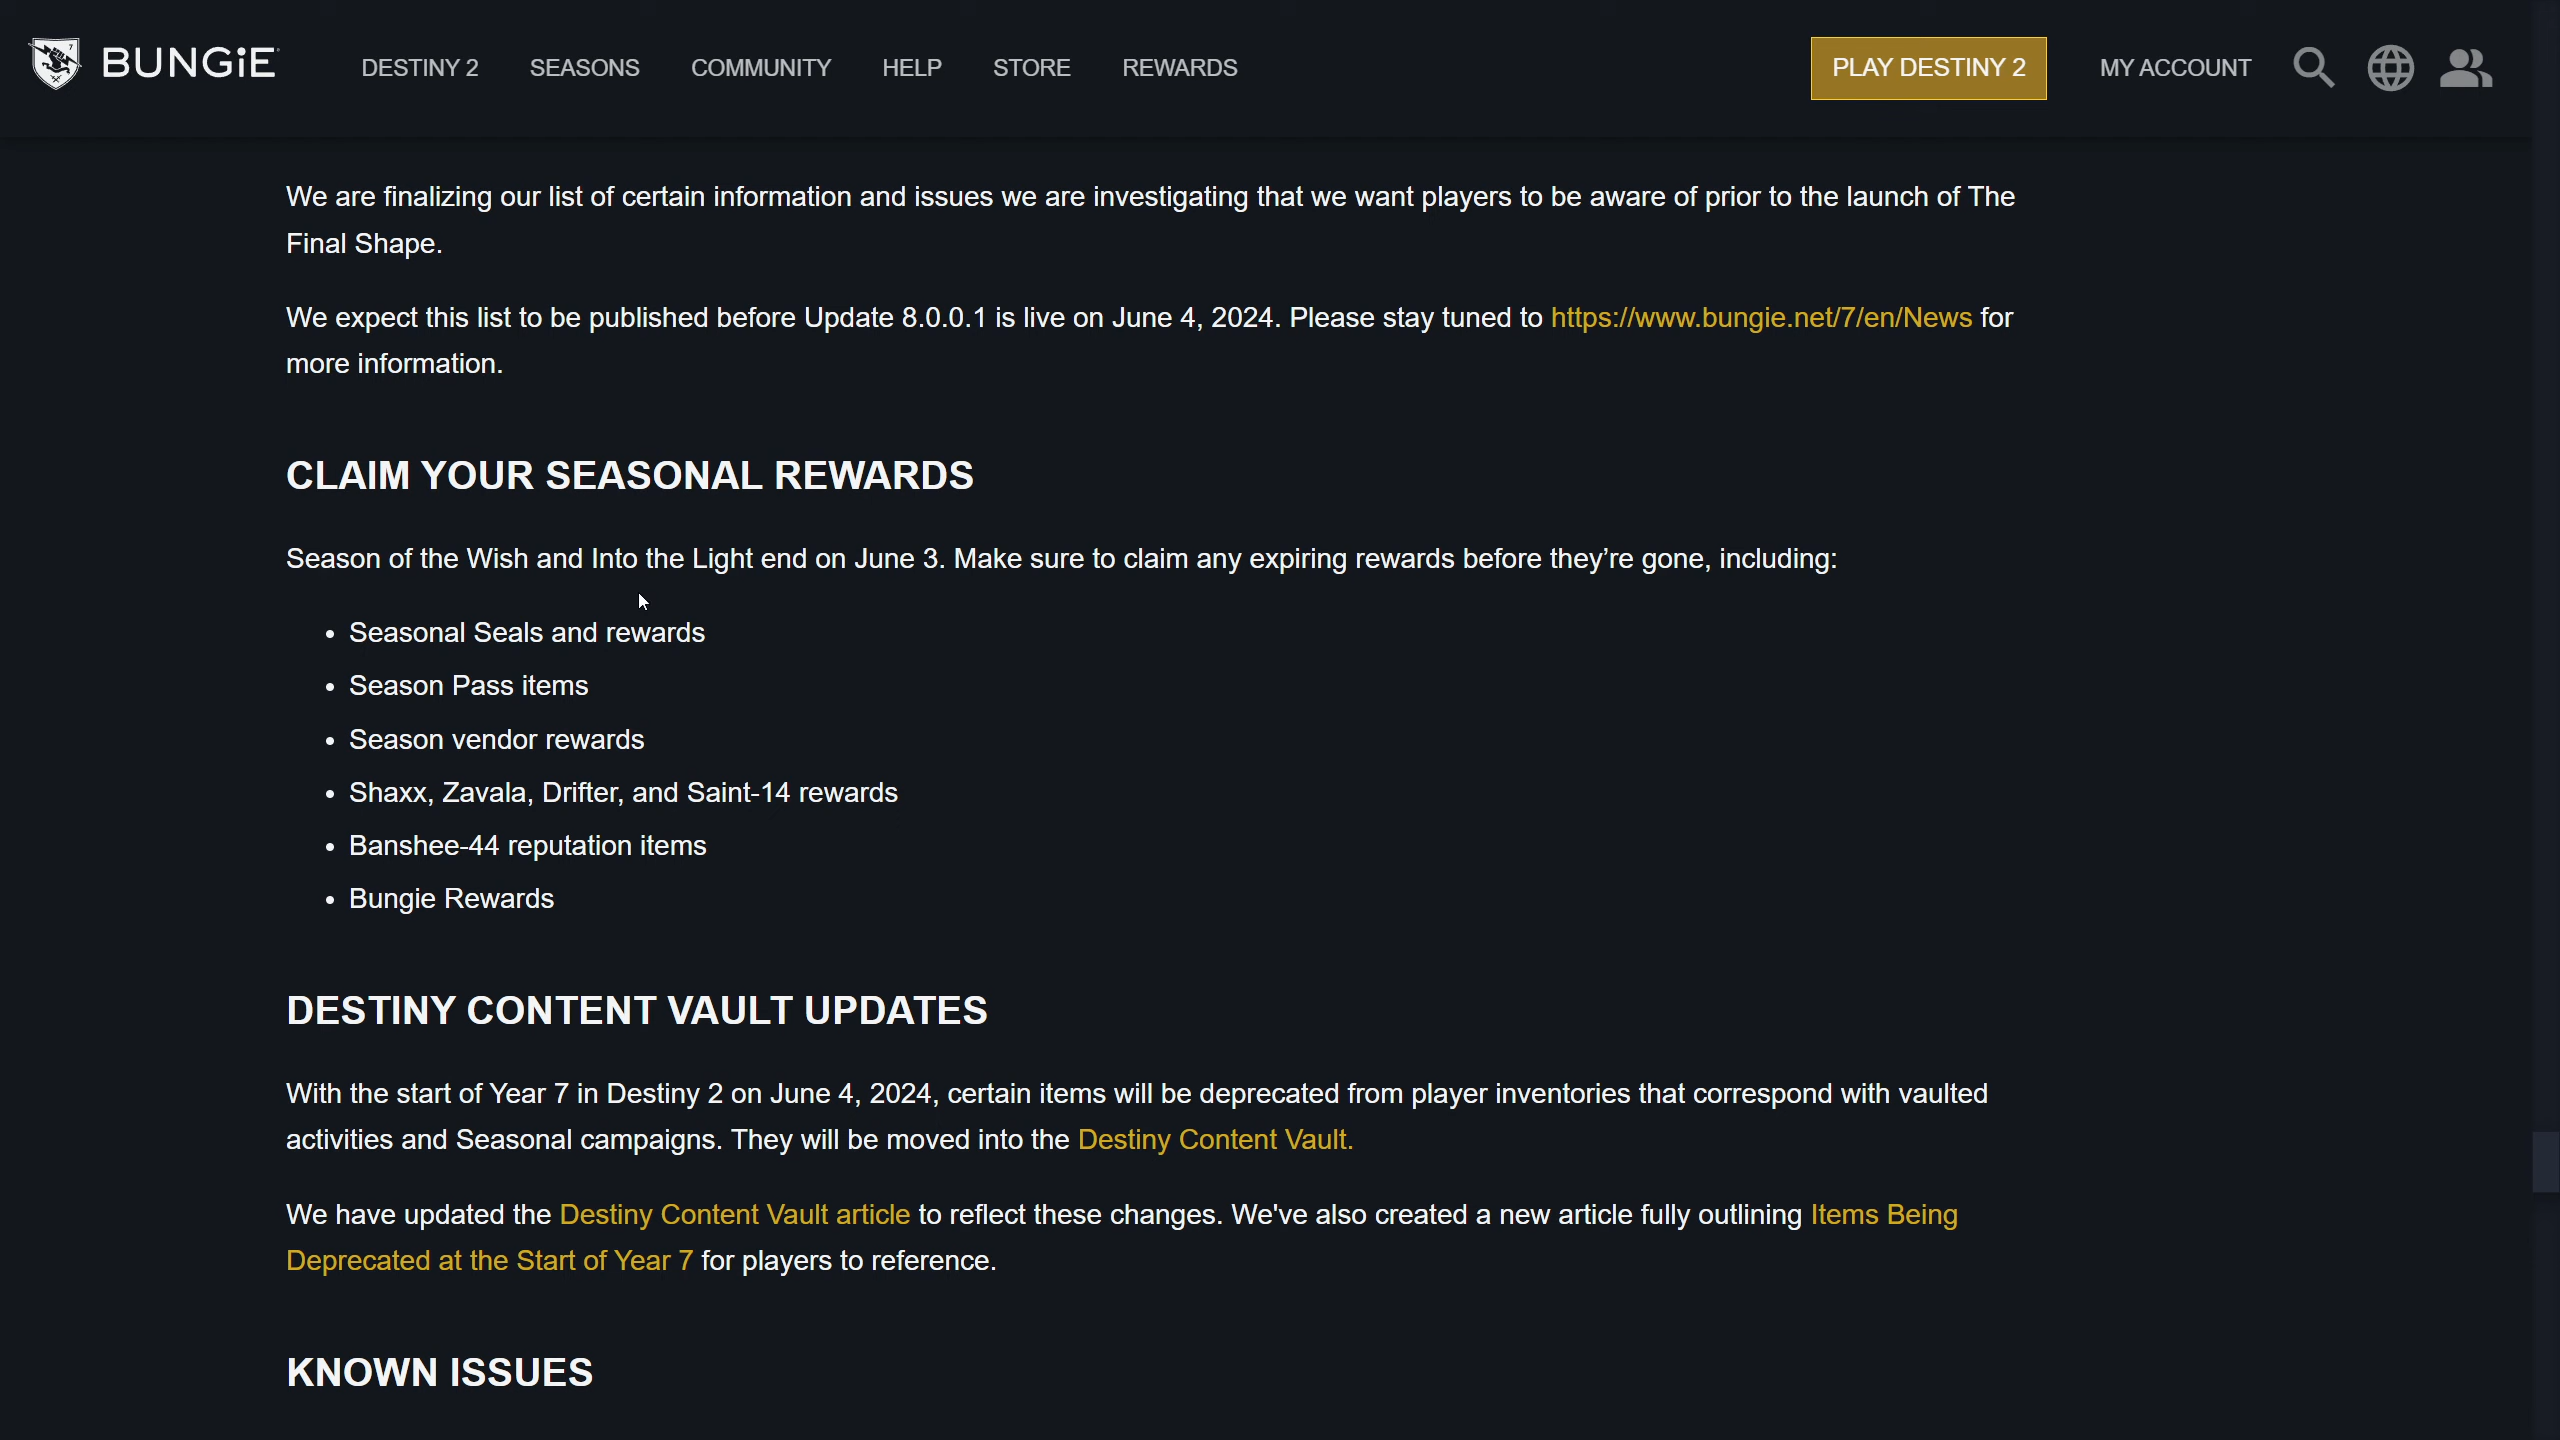 BUNGiE
DESTINY 2
SEASONS
COMMUNITY
HELP
STORE
REWARDS
PLAY DESTINY 2
MY ACCOUNT
We are finalizing our list of certain information and issues we are investigating that we want players to be aware of prior to the launch of The
Final Shape.
We expect this list to be published before Update 8.0.0.1 is live on June 4, 2024. Please stay tuned to https://www.bungie.net/7/en/News for
more information.
CLAIM YOUR SEASONAL REWARDS
Season of the Wish and Into the Light end on June 3. Make sure to claim any expiring rewards before they’re gone, including:
• Seasonal Seals and rewards
• Season Pass items
• Season vendor rewards
• Shaxx, Zavala, Drifter, and Saint-14 rewards
• Banshee-44 reputation items
• Bungie Rewards
DESTINY CONTENT VAULT UPDATES
With the start of Year 7 in Destiny 2 on June 4, 2024, certain items will be deprecated from player inventories that correspond with vaulted
activities and Seasonal campaigns. They will be moved into the Destiny Content Vault.
We have updated the Destiny Content Vault article to reflect these changes. We've also created a new article fully outlining Items Being
Deprecated at the Start of Year 7 for players to reference.
KNOWN ISSUES